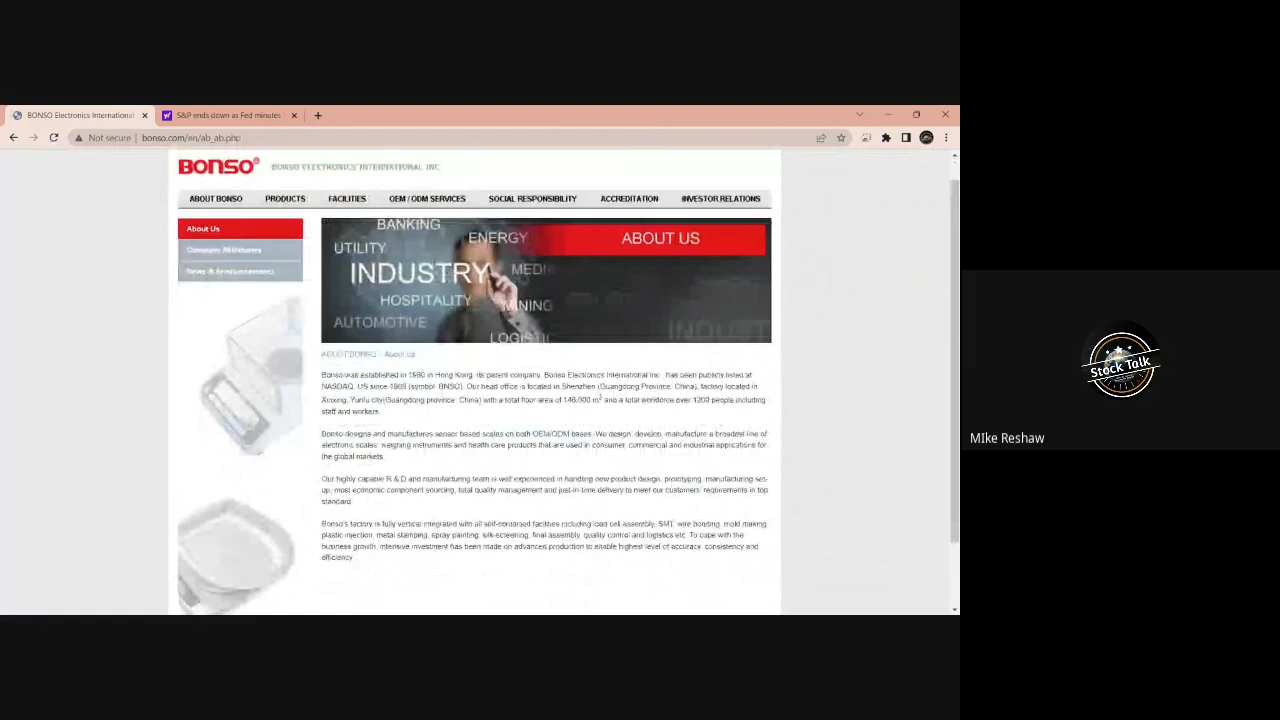 BONSO Electronics International
S&P ends down as Fed minutes
Not secure
bonso.com/en/ab_ab.php
BONSO®
BONSO ELECTRONICS INTERNATIONAL INC
ABOUT BONSO
PRODUCTS
FACILITIES
OEM / ODM SERVICES
SOCIAL RESPONSIBILITY
ACCREDITATION
INVESTOR RELATIONS
About Us
Company Milestones
News & Announcements
BANKING
UTILITY
ENERGY
INDUSTRY
MEDI
HOSPITALITY
MINING
AUTOMOTIVE
LOGISTIC
ABOUT US
ABOUT BONSO
About Us
Bonso was established in 1980 in Hong Kong. Its parent company, Bonso Electronics International Inc., has been publicly listed at
NASDAQ, US since (symbol: BNSO). Our head office is located in Shenzhen (Guangdong Province, China), factory located in
Xinxing, Yunfu city(Guangdong province, China) with a total floor area of 146,000 m² and a total workforce over 1200 people including
staff and workers.
Bonso designs and manufactures sensor based scales on both OEM/ODM bases. We design, develop, manufacture a broadest line of
electronic scales, weighing instruments and health care products that are used in consumer, commercial and industrial applications for
the global markets.
Our highly capable R & D and manufacturing team is well experienced in handling new product design, prototyping, manufacturing set-
up, most economic component sourcing, total quality management and just-in-time delivery to meet our customers' requirements in top
standard.
Bonso's factory is fully vertical integrated with all self-contained facilities including load cell assembly, SMT, wire bonding, mold making,
plastic injection, metal stamping, spray painting, silk-screening, final assembly, quality control and logistics etc. To cope with the
business growth, intensive investment has been made on advanced production to enable highest level of accuracy, consistency and
efficiency.
Stock Talk
MIke Reshaw